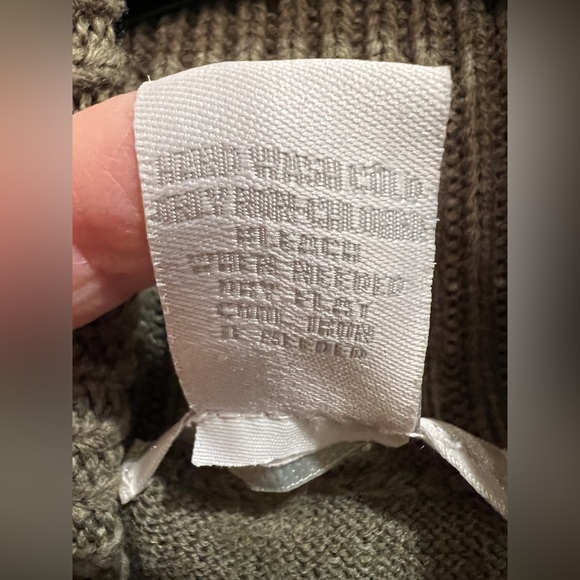 HAND WASH COLD
ONLY NON-CHLORINE
BLEACH
WHEN NEEDED
DRY FLAT
COOL IRON
IF NEEDED